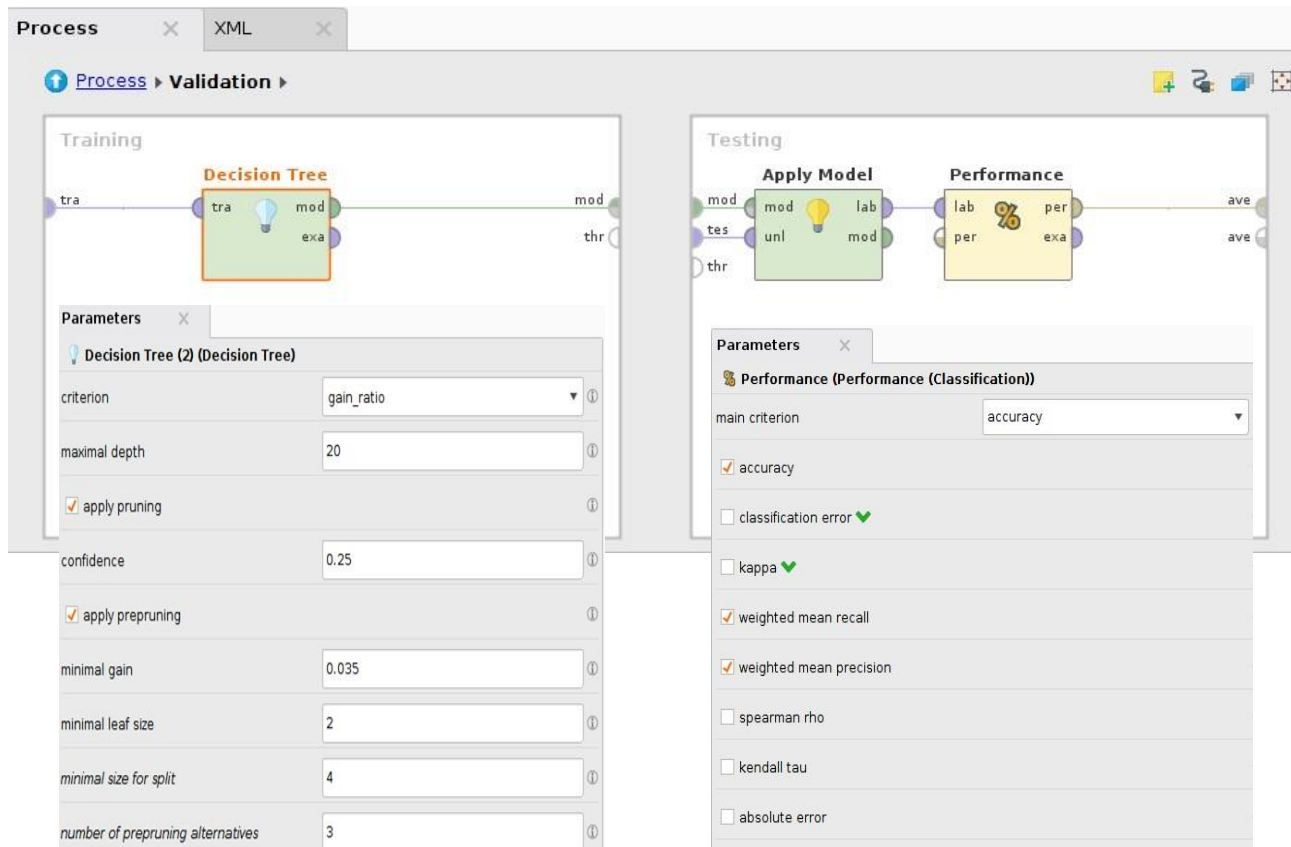 Process XML
Process Validation
Training
Decision Tree
tra
tra mod
exa
mod
thr
Parameters
Decision Tree (2) (Decision Tree)
criterion gain_ratio
maximal depth 20
apply pruning
confidence 0.25
apply prepruning
minimal gain 0.035
minimal leaf size 2
minimal size for split 4
number of prepruning alternatives 3
Testing
Apply Model Performance
mod
tes
thr
mod lab
unl mod
lab per
per exa
ave
ave
Parameters
% Performance (Performance (Classification))
main criterion accuracy
accuracy
classification error
kappa
weighted mean recall
weighted mean precision
spearman rho
kendall tau
absolute error